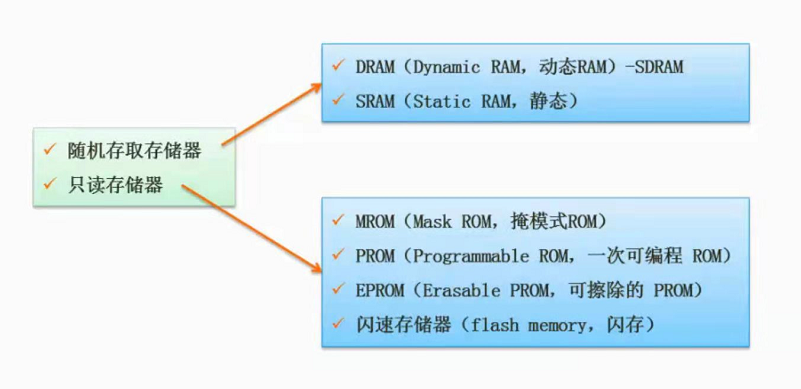 DRAM（Dynamic RAM，动态RAM）-SDRAM
SRAM（Static RAM，静态）
随机存取存储器
只读存储器
MROM（Mask ROM，掩模式ROM）
PROM（Programmable ROM，一次可编程 ROM）
EPROM（Erasable PROM，可擦除的 PROM）
闪速存储器（flash memory，闪存）